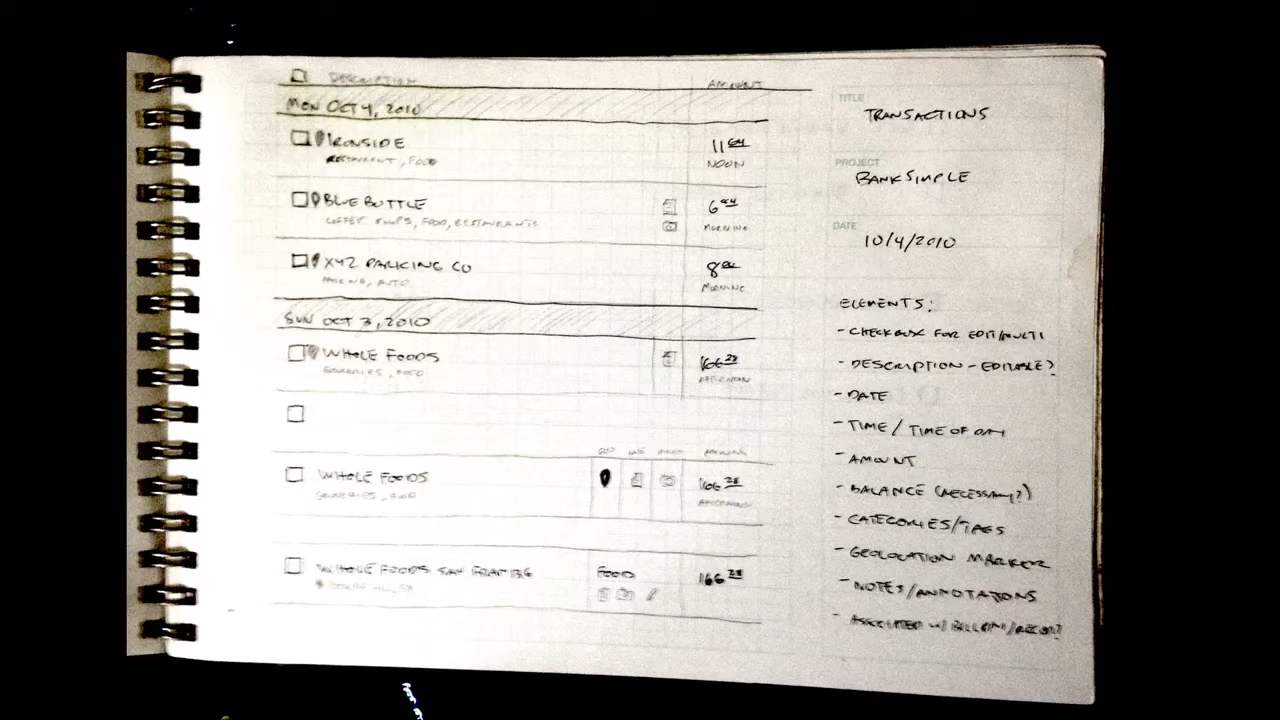 DESCRIPTION AMOUNT
MON OCT 4, 2010
IRONSIDE 11 64
RESTAURANT, FOOD NOON
BLUE BOTTLE 6
COFFEE SHOPS, FOOD, RESTAURANTS MORNING
XYZ PARKING CO 8
PARKING, AUTO MORNING
SUN OCT 3, 2010
WHOLE FOODS 166 28
GROCERIES, FOOD AFTERNOON
AMOUNT
WHOLE FOODS 166 28
GROCERIES, FOOD AFTERNOON
WHOLE FOODS SAN FOOD 166 28
TITLE
TRANSACTIONS
PROJECT
BANKSIMPLE
DATE
10/4/2010
ELEMENTS:
- CHECKBOX FOR EDIT/MULTI
- DESCRIPTION - EDITABLE?
- DATE
- TIME / TIME OF DAY
- AMOUNT
- BALANCE (NECESSARY?)
- CATEGORIES/TAGS
- GEOLOCATION MARKER
- NOTES/ANNOTATIONS
- ASSOCIATED W/